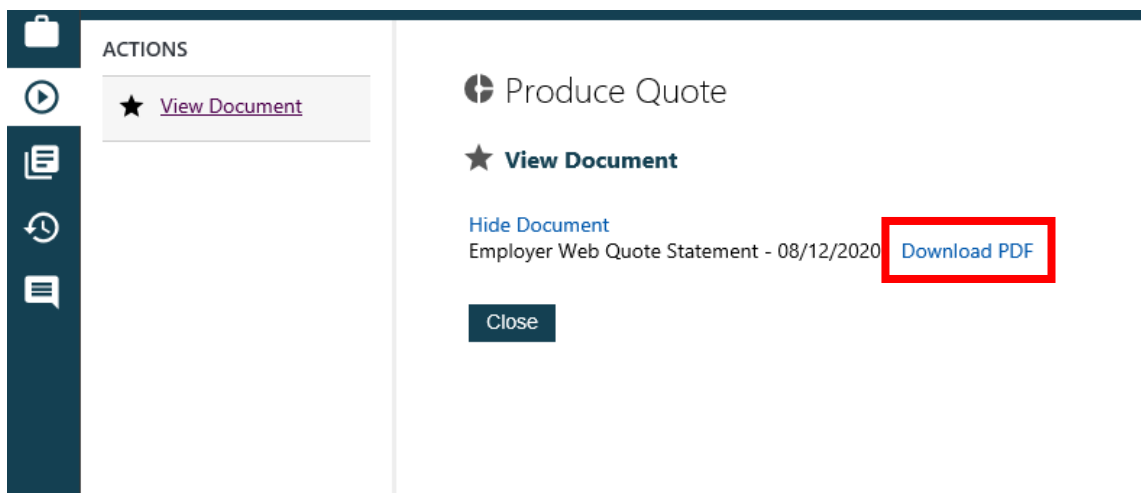 ACTIONS
View Document
Produce Quote
View Document
Hide Document
Employer Web Quote Statement - 08/12/2020 Download PDF
Close